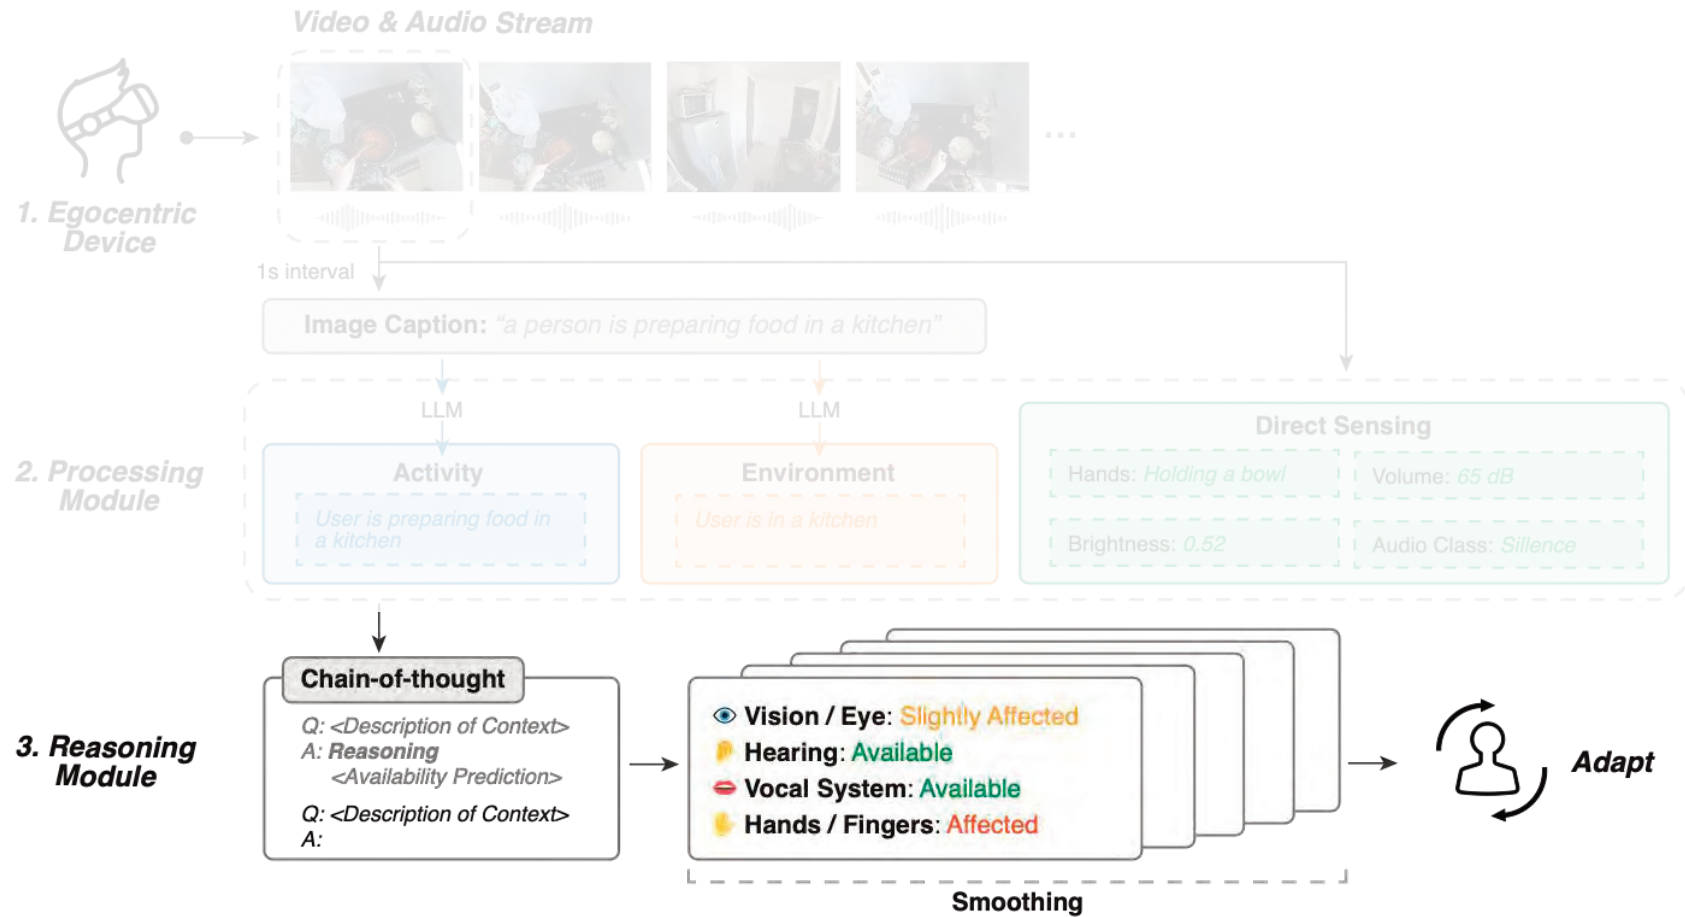 Video & Audio Stream
1. Egocentric
Device
...
1s interval
Image Caption: “a person is preparing food in a kitchen”
LLM
LLM
2. Processing
Module
Activity
User is preparing food in
a kitchen
Environment
User is in a kitchen
Direct Sensing
Hands: Holding a bowl
Volume: 65 dB
Brightness: 0.52
Audio Class: Sillence
3. Reasoning
Module
Chain-of-thought
Q: <Description of Context>
A: Reasoning
<Availability Prediction>
Q: <Description of Context>
A:
Vision / Eye: Slightly Affected
Hearing: Available
Vocal System: Available
Hands / Fingers: Affected
Smoothing
Adapt